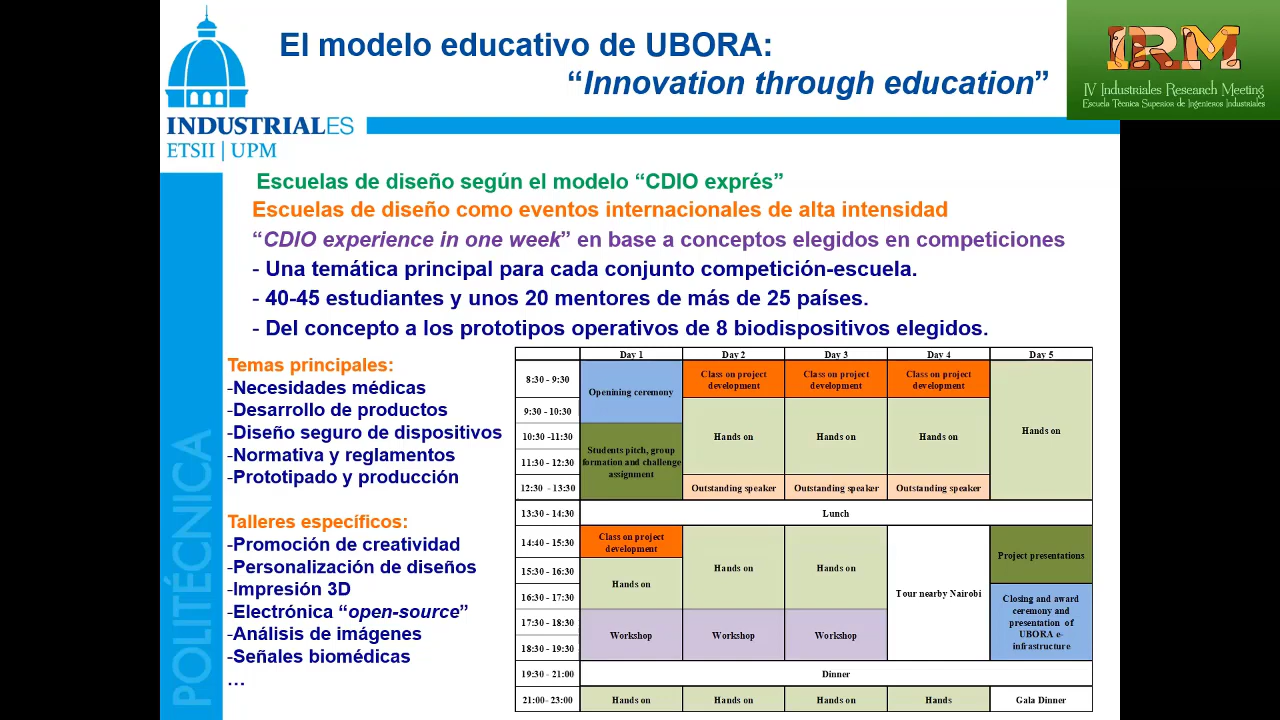 El modelo educativo de UBORA:
“Innovation through education”
IRM
IV Industriales Research Meeting
Escuela Técnica Superior de Ingenieros Industriales
INDUSTRIALES
ETSII | UPM
POLITÉCNICA
Escuelas de diseño según el modelo “CDIO exprés”
Escuelas de diseño como eventos internacionales de alta intensidad
“CDIO experience in one week” en base a conceptos elegidos en competiciones
- Una temática principal para cada conjunto competición-escuela.
- 40-45 estudiantes y unos 20 mentores de más de 25 países.
- Del concepto a los prototipos operativos de 8 biodispositivos elegidos.
Temas principales:
-Necesidades médicas
-Desarrollo de productos
-Diseño seguro de dispositivos
-Normativa y reglamentos
-Prototipado y producción
Talleres específicos:
-Promoción de creatividad
-Personalización de diseños
-Impresión 3D
-Electrónica “open-source”
-Análisis de imágenes
-Señales biomédicas
…
Day 1 Day 2 Day 3 Day 4 Day 5
8:30 - 9:30
Openining ceremony
Class on project
development
Class on project
development
Class on project
development
Hands on
9:30 - 10:30
10:30 -11:30
Students pitch, group
formation and challenge
assignment
Hands on
Hands on
Hands on
11:30 - 12:30
12:30 - 13:30
Outstanding speaker
Outstanding speaker
Outstanding speaker
13:30 - 14:30
Lunch
14:40 - 15:30
Class on project
development
Hands on
Hands on
Tour nearby Nairobi
Project presentations
15:30 - 16:30
Hands on
16:30 - 17:30
Closing and award
ceremony and
presentation of
UBORA e-
infrastructure
17:30 - 18:30
Workshop
Workshop
Workshop
18:30 - 19:30
19:30 - 21:00
Dinner
21:00- 23:00
Hands on
Hands on
Hands on
Hands
Gala Dinner